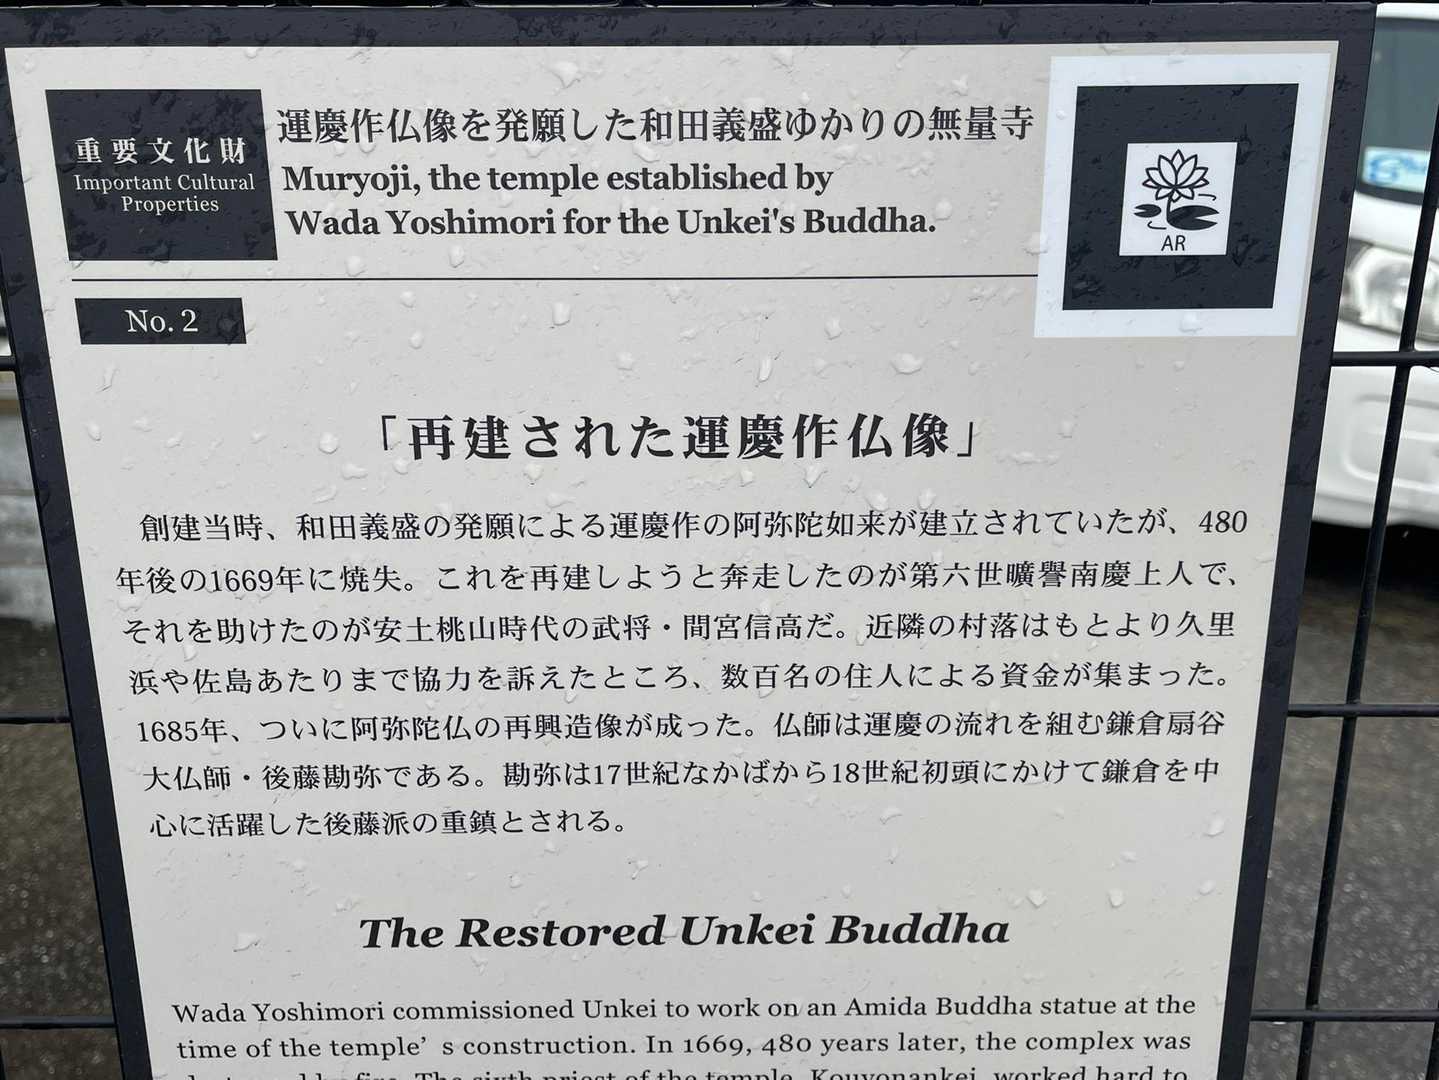 重要文化財
Important Cultural
Properties
運慶作仏像を発願した和田義盛ゆかりの無量寺
Muryoji, the temple established by
Wada Yoshimori for the Unkei's Buddha.
AR
No. 2
「再建された運慶作仏像」
創建当時、和田義盛の発願による運慶作の阿弥陀如来が建立されていたが、480
年後の1669年に焼失。これを再建しようと奔走したのが第六世曠譽南慶上人で、
それを助けたのが安土桃山時代の武将・間宮信高だ。近隣の村落はもとより久里
浜や佐島あたりまで協力を訴えたところ、数百名の住人による資金が集まった。
1685年、ついに阿弥陀仏の再興造像が成った。仏師は運慶の流れを組む鎌倉扇谷
大仏師・後藤勘弥である。勘弥は17世紀なかばから18世紀初頭にかけて鎌倉を中
心に活躍した後藤派の重鎮とされる。
The Restored Unkei Buddha
Wada Yoshimori commissioned Unkei to work on an Amida Buddha statue at the
time of the temple’s construction. In 1669, 480 years later, the complex was
by fire. The sixth priest of the temple, Kouyonankei, worked hard to